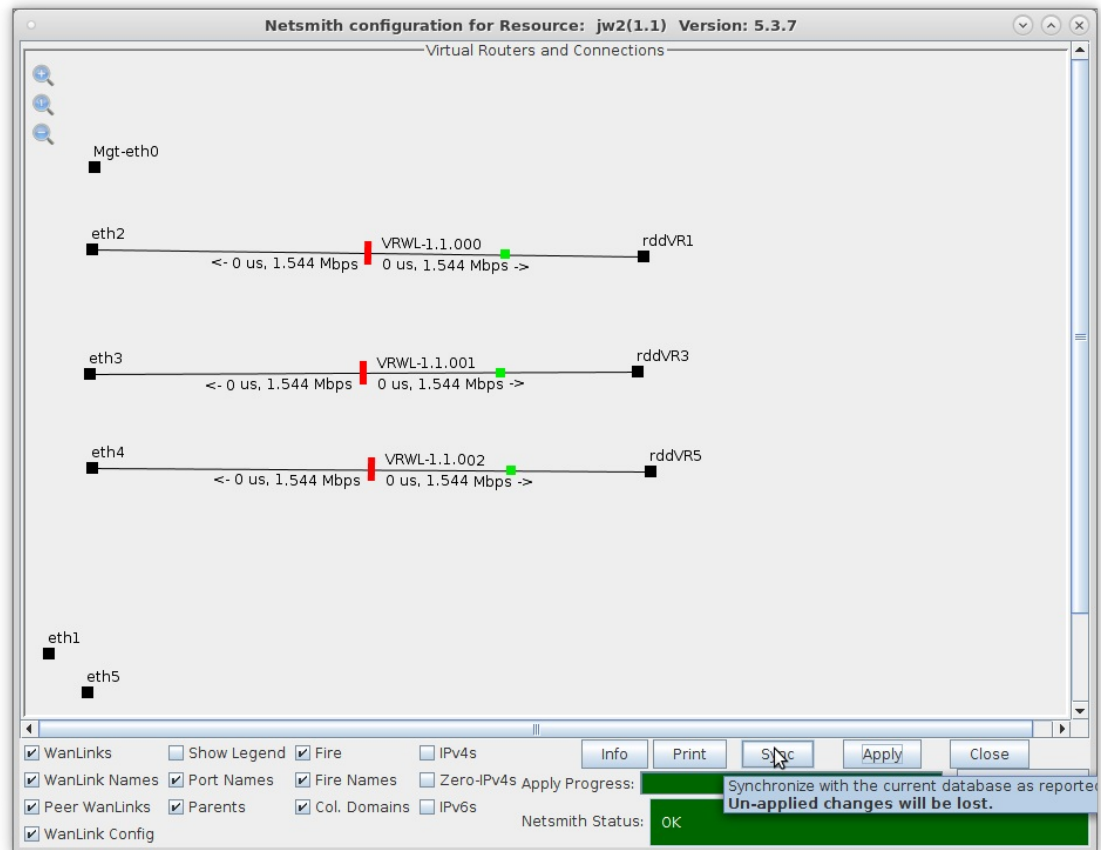 Netsmith configuration for Resource: jw2(1.1) Version: 5.3.7
Virtual Routers and Connections
Mgt-eth0
eth2
VRWL-1.1.000
rddVR1
<- 0 us, 1.544 Mbps
0 us, 1.544 Mbps ->
eth3
VRWL-1.1.001
rddVR3
<- 0 us, 1.544 Mbps
0 us, 1.544 Mbps ->
eth4
VRWL-1.1.002
rddVR5
<- 0 us, 1.544 Mbps
0 us, 1.544 Mbps ->
eth1
eth5
WanLinks Show Legend Fire IPv4s Info Print Sync Apply Close
WanLink Names Port Names Fire Names Zero-IPv4s Apply Progress:
Peer WanLinks Parents Col. Domains IPv6s
WanLink Config
Netsmith Status: OK
Synchronize with the current database as reported
Un-applied changes will be lost.